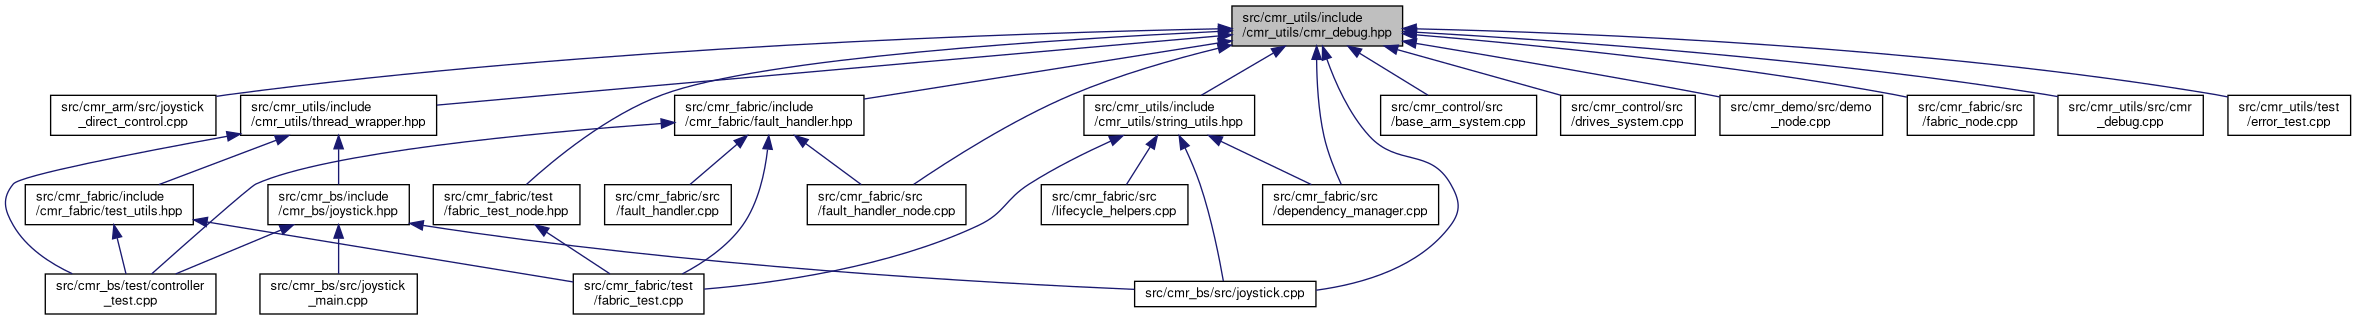 src/cmr_utils/include
/cmr_utils/cmr_debug.hpp
src/cmr_arm/src/joystick
_direct_control.cpp
src/cmr_utils/include
/cmr_utils/thread_wrapper.hpp
src/cmr_fabric/include
/cmr_fabric/fault_handler.hpp
src/cmr_utils/include
/cmr_utils/string_utils.hpp
src/cmr_control/src
/base_arm_system.cpp
src/cmr_control/src
/drives_system.cpp
src/cmr_demo/src/demo
_node.cpp
src/cmr_fabric/src
/fabric_node.cpp
src/cmr_utils/src/cmr
_debug.cpp
src/cmr_utils/test
/error_test.cpp
src/cmr_fabric/include
/cmr_fabric/test_utils.hpp
src/cmr_bs/include
/cmr_bs/joystick.hpp
src/cmr_fabric/test
/fabric_test_node.hpp
src/cmr_fabric/src
/fault_handler.cpp
src/cmr_fabric/src
/fault_handler_node.cpp
src/cmr_fabric/src
/lifecycle_helpers.cpp
src/cmr_fabric/src
/dependency_manager.cpp
src/cmr_bs/test/controller
_test.cpp
src/cmr_bs/src/joystick
_main.cpp
src/cmr_fabric/test
/fabric_test.cpp
src/cmr_bs/src/joystick.cpp